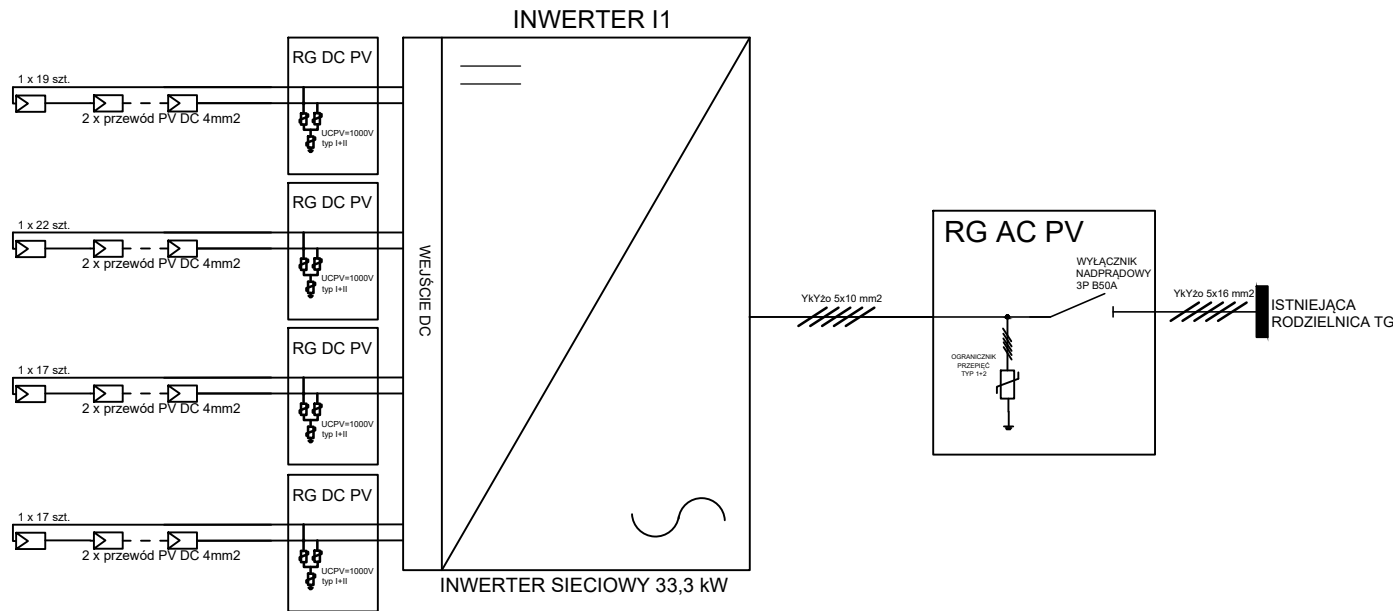 INWERTER I1
RG DC PV
1 x 19 szt.
2 x przewód PV DC 4mm2
UCPV=1000V
typ I+II
RG DC PV
1 x 22 szt.
2 x przewód PV DC 4mm2
UCPV=1000V
typ I+II
RG DC PV
1 x 17 szt.
2 x przewód PV DC 4mm2
UCPV=1000V
typ I+II
RG DC PV
1 x 17 szt.
2 x przewód PV DC 4mm2
UCPV=1000V
typ I+II
WEJŚCIE DC
INWERTER SIECIOWY 33,3 kW
YkYżo 5x10 mm2
RG AC PV
WYŁĄCZNIK
NADPRĄDOWY
3P B50A
OGRANICZNIK
PRZEPIĘĆ
TYP 1+2
YkYżo 5x16 mm2
ISTNIEJĄCA
RODZIELNICA TG